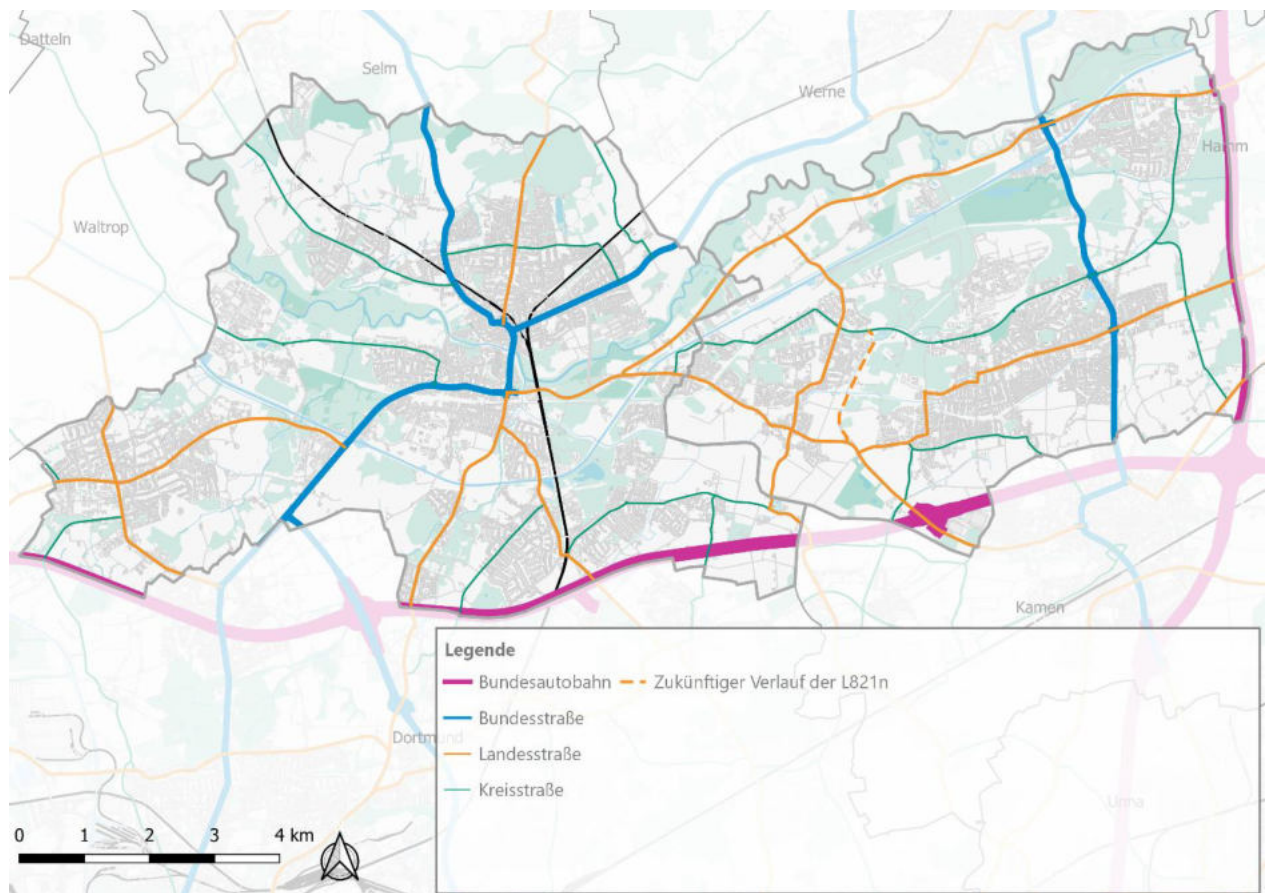 Datteln
Selm
Werne
Hamm
Waltrop
Kamen
Dortmund
Unna
Legende
Bundesautobahn
Zukünftiger Verlauf der L821n
Bundesstraße
Landesstraße
Kreisstraße
0 1 2 3 4 km